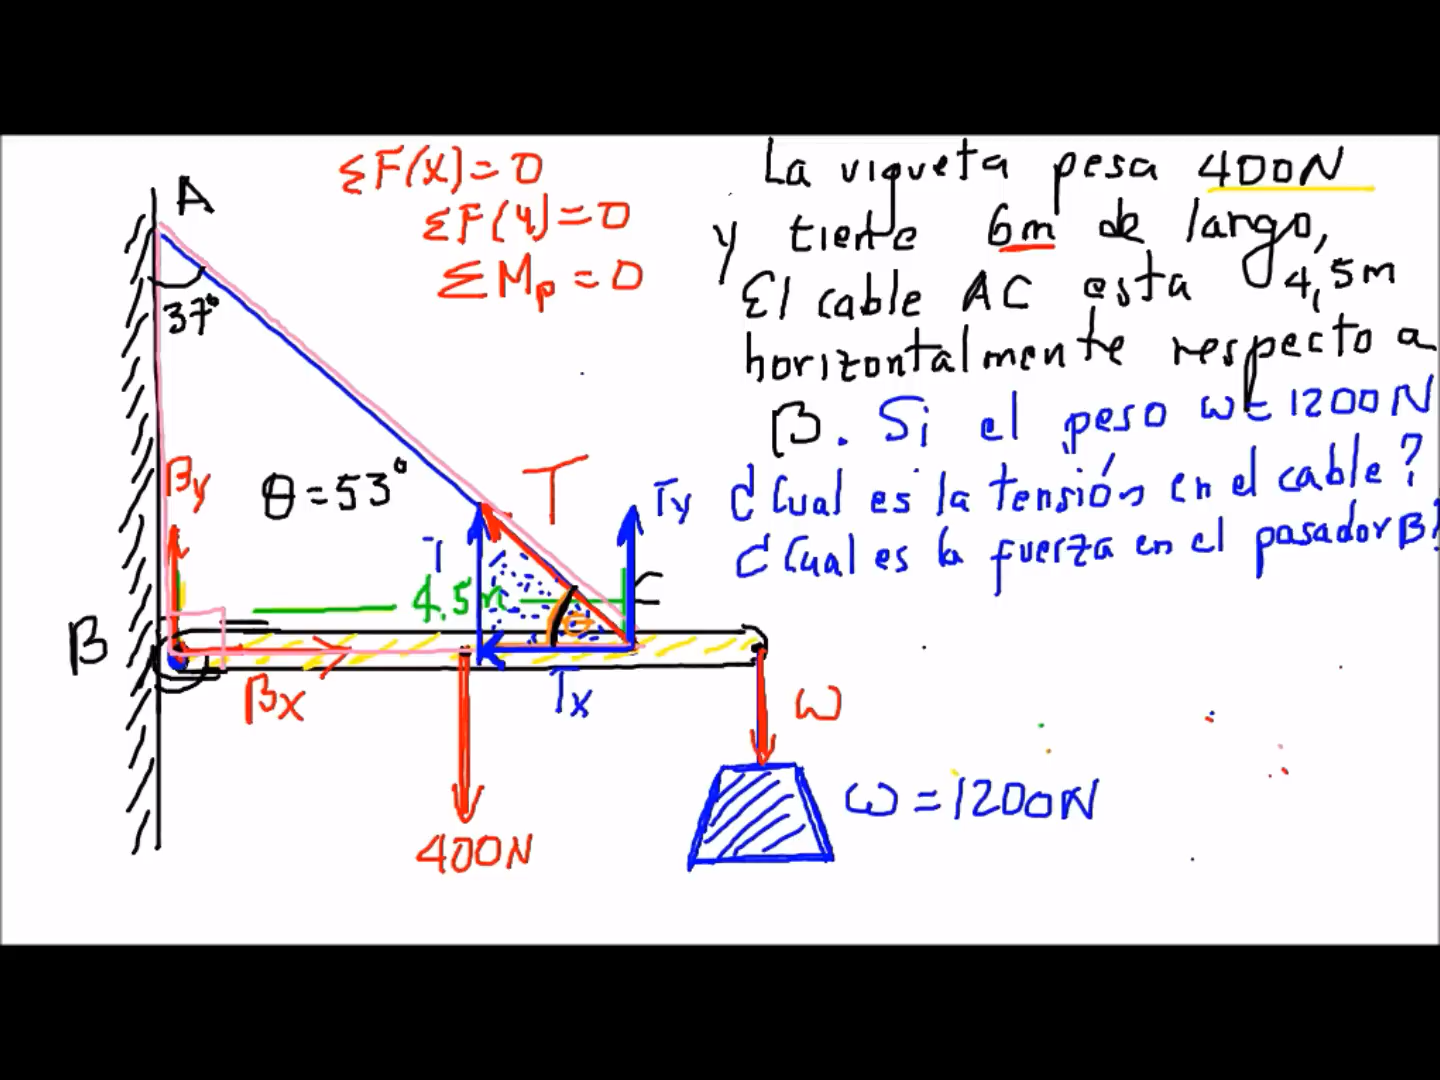 La vigueta pesa 400N
y tiene 6m de largo,
El cable AC esta 4,5m
horizontalmente respecto a
B. Si el peso ω=1200N
¿Cual es la tensión en el cable?
¿Cual es la fuerza en el pasador B?
ΣF(x)=0
ΣF(y)=0
ΣMp=0
A
37°
θ=53°
By
T
Ty
4.5m
C
θ
B
Bx
Tx
ω
400N
ω=1200N